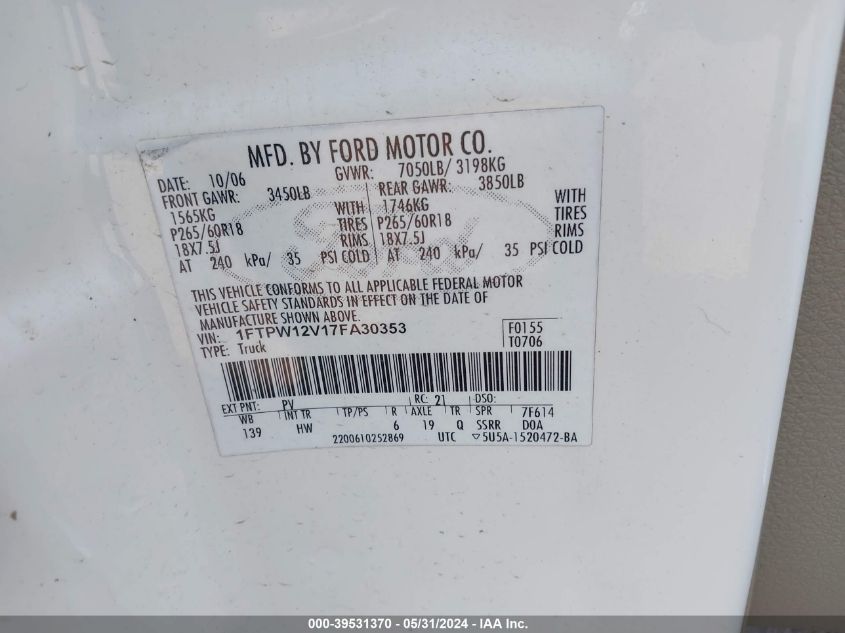 MFD. BY FORD MOTOR CO.
DATE: 10/06 GVWR: 7050LB/ 3198KG
FRONT GAWR: 3450LB REAR GAWR: 3850LB
1565KG WITH 1746KG WITH
P265/60R18 TIRES P265/60R18 TIRES
18X7.5J RIMS 18X7.5J RIMS
AT 240 kPa/ 35 PSI COLD AT 240 kPa/ 35 PSI COLD
Ford
THIS VEHICLE CONFORMS TO ALL APPLICABLE FEDERAL MOTOR
VEHICLE SAFETY STANDARDS IN EFFECT ON THE DATE OF
MANUFACTURE SHOWN ABOVE.
VIN: 1FTPW12V17FA30353 F0155
TYPE: Truck T0706
EXT PNT: PV RC: 21 DSO:
WB INT TR TP/PS R AXLE TR SPR 7F614
139 HW 6 19 Q SSRR D0A
2200610252869 UTC ▽5U5A-1520472-BA
000-39531370 - 05/31/2024 - IAA Inc.